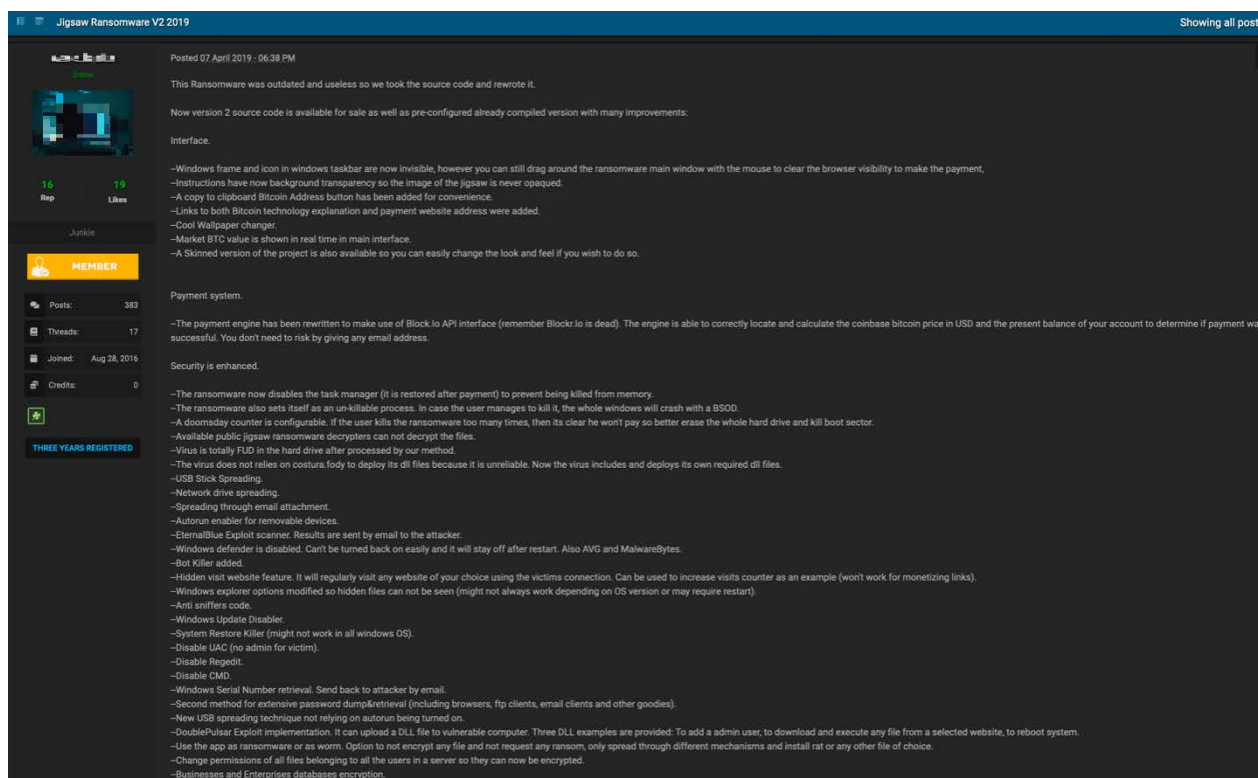 Jigsaw Ransomware V2 2019
Showing all post
Online
16
19
Rep
Likes
Junkie
MEMBER
Posts: 383
Threads: 17
Joined: Aug 28, 2016
Credits: 0
THREE YEARS REGISTERED
Posted 07 April 2019 - 06:38 PM
This Ransomware was outdated and useless so we took the source code and rewrote it.
Now version 2 source code is available for sale as well as pre-configured already compiled version with many improvements:
Interface.
–Windows frame and icon in windows taskbar are now invisible, however you can still drag around the ransomware main window with the mouse to clear the browser visibility to make the payment,
–Instructions have now background transparency so the image of the jigsaw is never opaqued.
–A copy to clipboard Bitcoin Address button has been added for convenience.
–Links to both Bitcoin technology explanation and payment website address were added.
–Cool Wallpaper changer.
–Market BTC value is shown in real time in main interface.
–A Skinned version of the project is also available so you can easily change the look and feel if you wish to do so.
Payment system.
–The payment engine has been rewritten to make use of Block.Io API interface (remember Blockr.Io is dead). The engine is able to correctly locate and calculate the coinbase bitcoin price in USD and the present balance of your account to determine if payment wa
successful. You don't need to risk by giving any email address.
Security is enhanced.
–The ransomware now disables the task manager (it is restored after payment) to prevent being killed from memory.
–The ransomware also sets itself as an un-killable process. In case the user manages to kill it, the whole windows will crash with a BSOD.
–A doomsday counter is configurable. If the user kills the ransomware too many times, then its clear he won't pay so better erase the whole hard drive and kill boot sector.
–Available public jigsaw ransomware decrypters can not decrypt the files.
–Virus is totally FUD in the hard drive after processed by our method.
–The virus does not relies on costura.fody to deploy its dll files because it is unreliable. Now the virus includes and deploys its own required dll files.
–USB Stick Spreading.
–Network drive spreading.
–Spreading through email attachment.
–Autorun enabler for removable devices.
–EternalBlue Exploit scanner. Results are sent by email to the attacker.
–Windows defender is disabled. Can't be turned back on easily and it will stay off after restart. Also AVG and MalwareBytes.
–Bot Killer added.
–Hidden visit website feature. It will regularly visit any website of your choice using the victims connection. Can be used to increase visits counter as an example (won't work for monetizing links).
–Windows explorer options modified so hidden files can not be seen (might not always work depending on OS version or may require restart).
–Anti sniffers code.
–Windows Update Disabler.
–System Restore Killer (might not work in all windows OS).
–Disable UAC (no admin for victim).
–Disable Regedit.
–Disable CMD.
–Windows Serial Number retrieval. Send back to attacker by email.
–Second method for extensive password dump&retrieval (including browsers, ftp clients, email clients and other goodies).
–New USB spreading technique not relying on autorun being turned on.
–DoublePulsar Exploit implementation. It can upload a DLL file to vulnerable computer. Three DLL examples are provided: To add a admin user, to download and execute any file from a selected website, to reboot system.
–Use the app as ransomware or as worm. Option to not encrypt any file and not request any ransom, only spread through different mechanisms and install rat or any other file of choice.
–Change permissions of all files belonging to all the users in a server so they can now be encrypted.
–Businesses and Enterprises databases encryption.